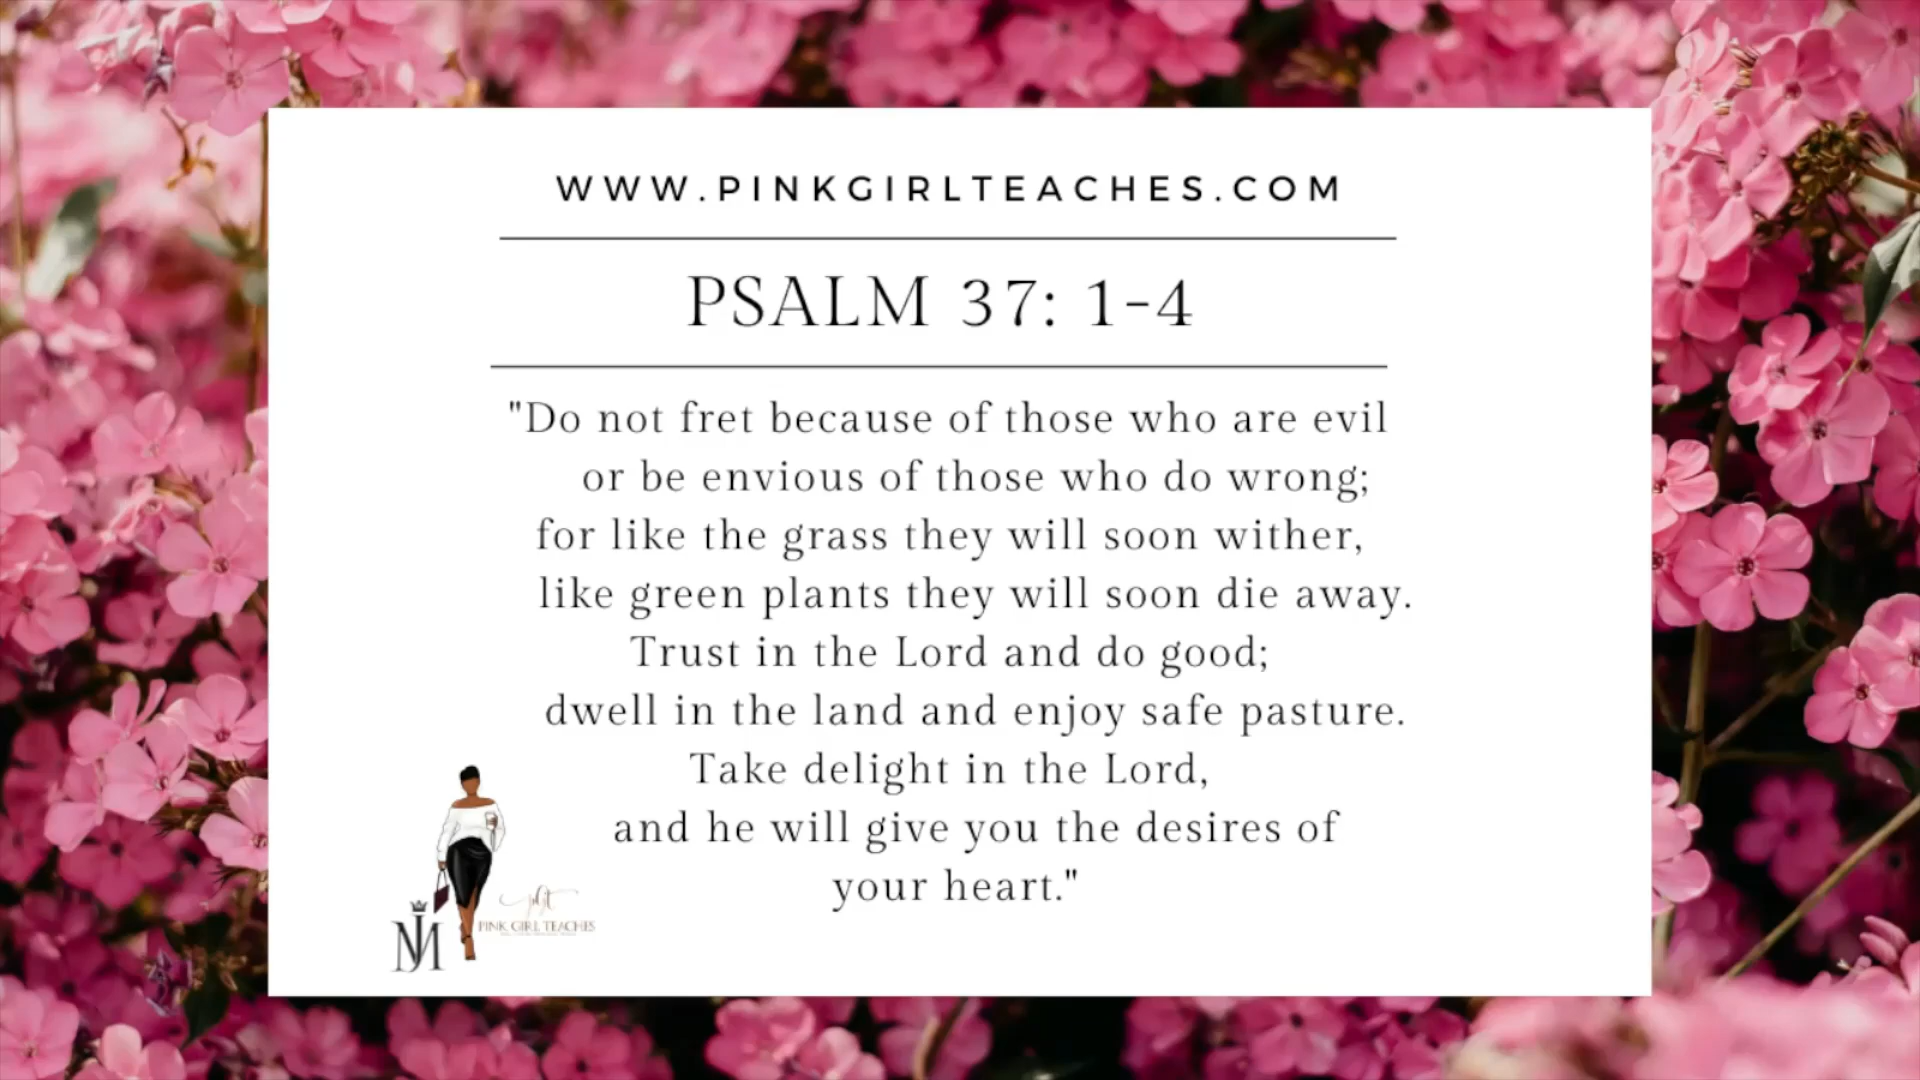 WWW.PINKGIRLTEACHES.COM
PSALM 37: 1-4
"Do not fret because of those who are evil
or be envious of those who do wrong;
for like the grass they will soon wither,
like green plants they will soon die away.
Trust in the Lord and do good;
dwell in the land and enjoy safe pasture.
Take delight in the Lord,
and he will give you the desires of
your heart."
PINK GIRL TEACHES